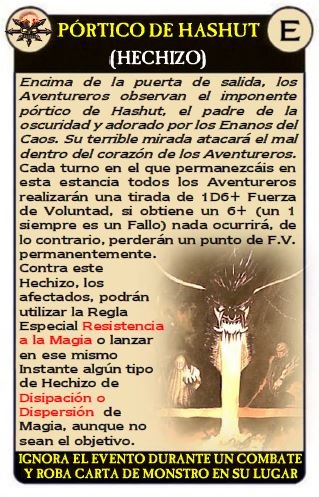 PÓRTICO DE HASHUT
E
(HECHIZO)
Encima de la puerta de salida, los
Aventureros observan el imponente
pórtico de Hashut, el padre de la
oscuridad y adorado por los Enanos del
Caos. Su terrible mirada atacará el mal
dentro del corazón de los Aventureros.
Cada turno en el que permanezcáis en
esta estancia todos los Aventureros
realizarán una tirada de 1D6+ Fuerza
de Voluntad, si obtiene un 6+ (un 1
siempre es un Fallo) nada ocurrirá, de
lo contrario, perderán un punto de F.V.
permanentemente.
Contra este
Hechizo, los
afectados, podrán
utilizar la Regla
Especial Resistencia
a la Magia o lanzar
en ese mismo
Instante algún tipo
de Hechizo de
Disipación o
Dispersión de
Magia, aunque no
sean el objetivo.
IGNORA EL EVENTO DURANTE UN COMBATE
Y ROBA CARTA DE MONSTRO EN SU LUGAR